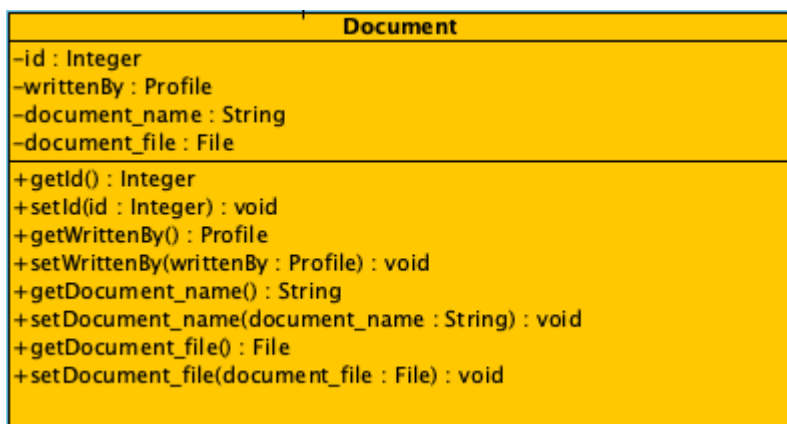 Document
-id : Integer
-writtenBy : Profile
-document_name : String
-document_file : File
+getId() : Integer
+setId(id : Integer) : void
+getWrittenBy() : Profile
+setWrittenBy(writtenBy : Profile) : void
+getDocument_name() : String
+setDocument_name(document_name : String) : void
+getDocument_file() : File
+setDocument_file(document_file : File) : void